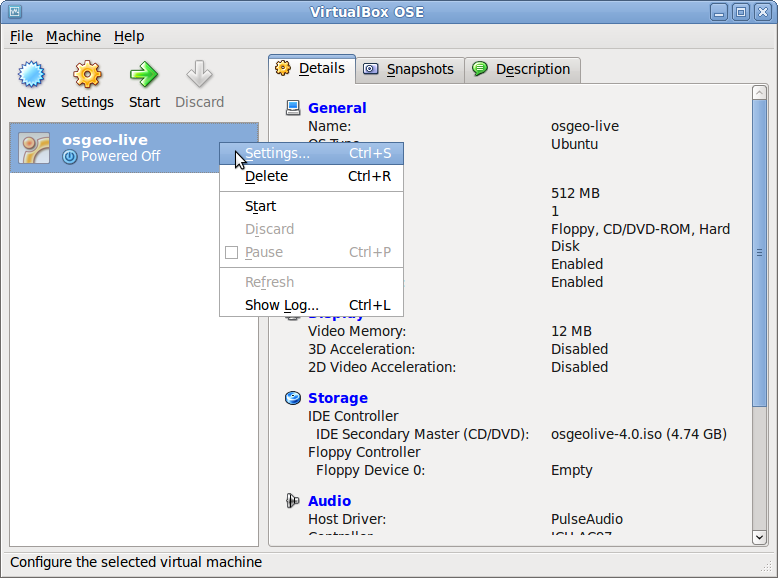 VirtualBox OSE
File Machine Help
New Settings Start Discard
Details Snapshots Description
osgeo-live
Powered Off
Settings... Ctrl+S
Delete Ctrl+R
Start
Discard
Pause Ctrl+P
Refresh
Show Log... Ctrl+L
General
Name: osgeo-live
OS Type Ubuntu
512 MB
1
Floppy, CD/DVD-ROM, Hard
Disk
Enabled
Enabled
Display
Video Memory: 12 MB
3D Acceleration: Disabled
2D Video Acceleration: Disabled
Storage
IDE Controller
IDE Secondary Master (CD/DVD): osgeolive-4.0.iso (4.74 GB)
Floppy Controller
Floppy Device 0: Empty
Audio
Host Driver: PulseAudio
Controller ICH AC97
Configure the selected virtual machine